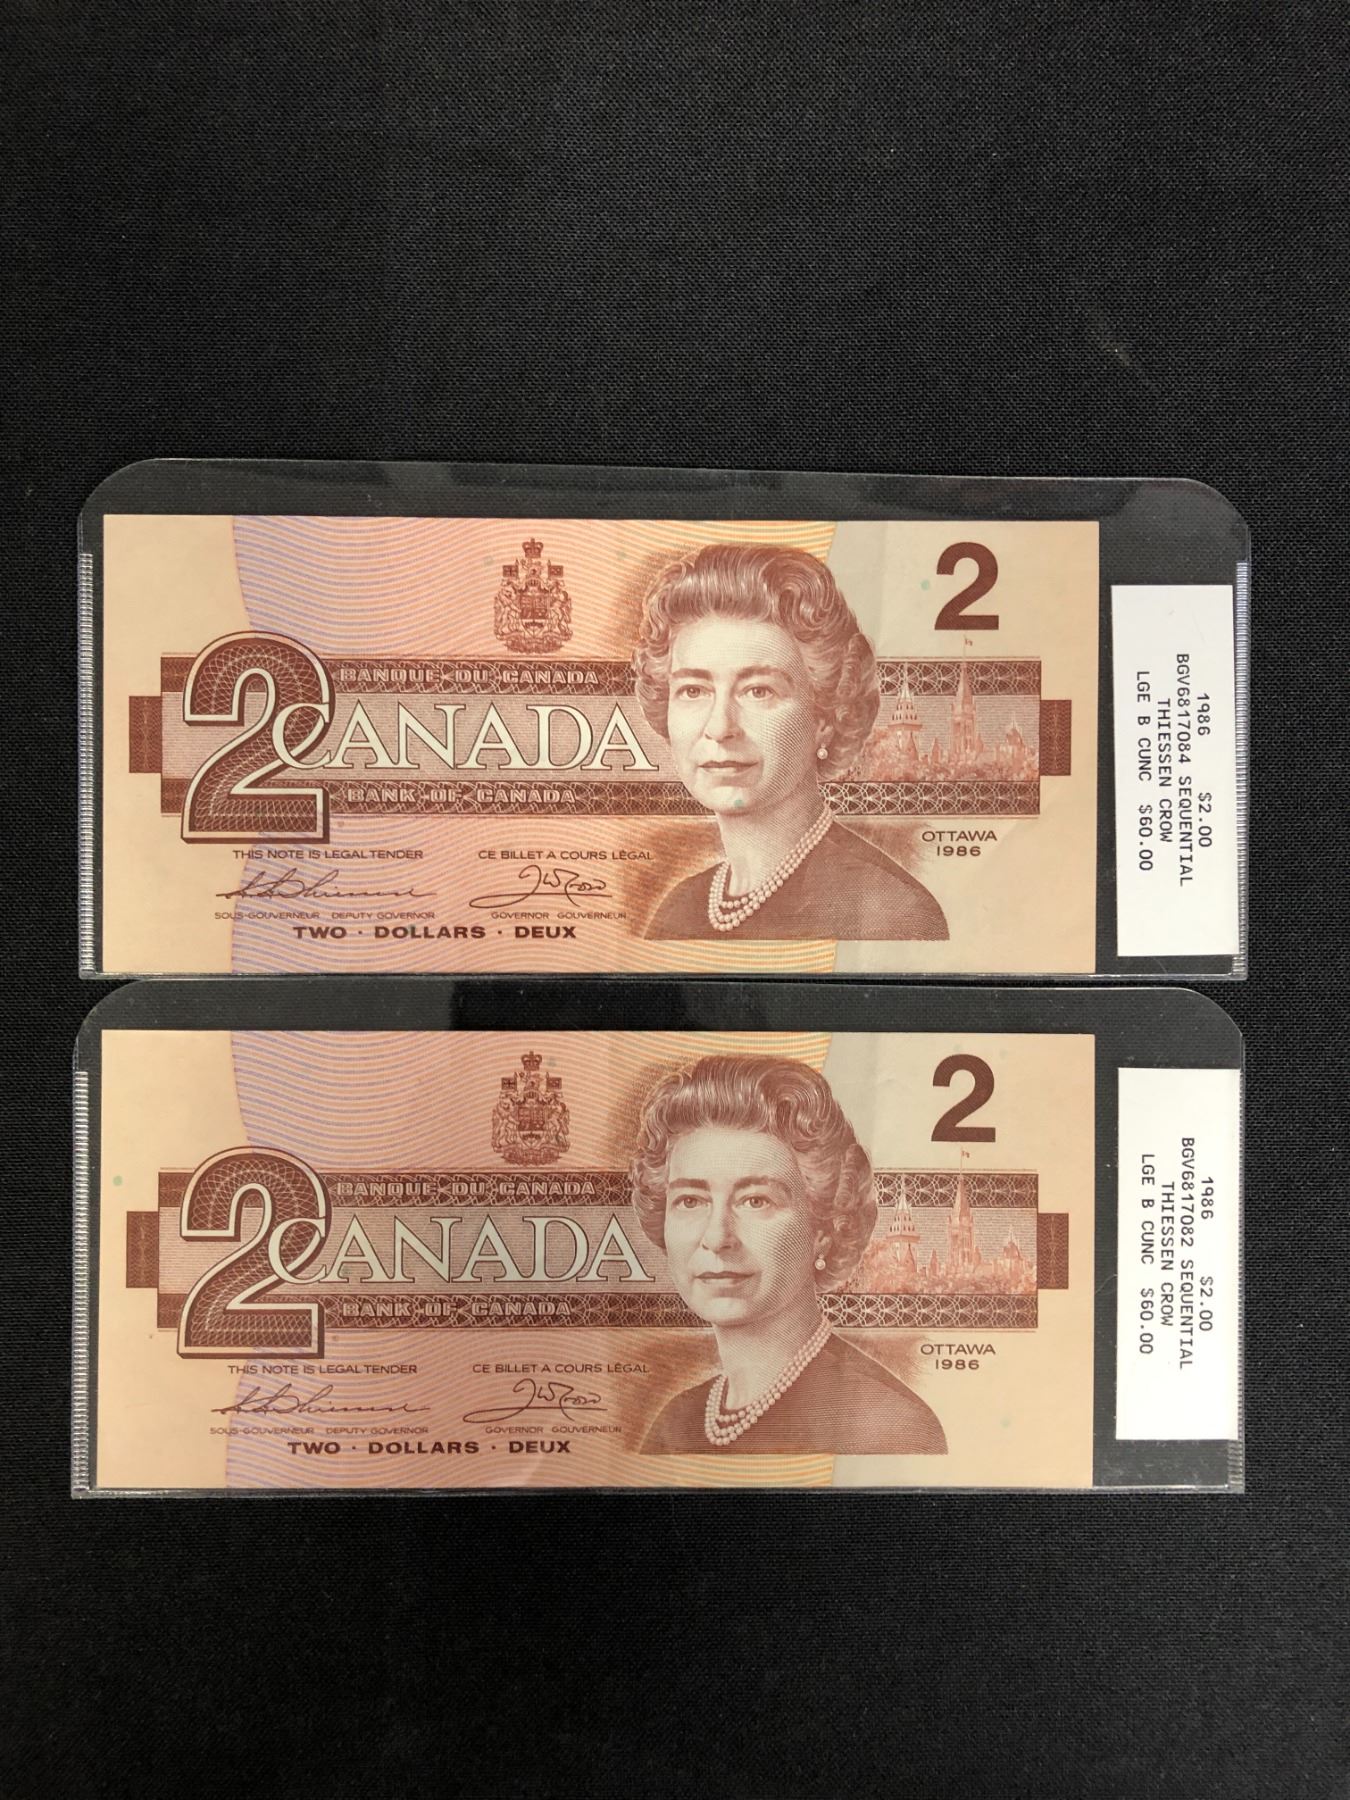 2
BANQUE DU CANADA
2 CANADA
BANK OF CANADA
OTTAWA
1986
THIS NOTE IS LEGAL TENDER CE BILLET A COURS LÉGAL
SOUS-GOUVERNEUR DEPUTY GOVERNOR GOVERNOR GOUVERNEUR
TWO · DOLLARS · DEUX
1986 $2.00
BGV6817084 SEQUENTIAL
THIESSEN CROW
LGE B CUNC $60.00
2
BANQUE DU CANADA
2 CANADA
BANK OF CANADA
OTTAWA
1986
THIS NOTE IS LEGAL TENDER CE BILLET A COURS LÉGAL
SOUS-GOUVERNEUR DEPUTY GOVERNOR GOVERNOR GOUVERNEUR
TWO · DOLLARS · DEUX
1986 $2.00
BGV6817082 SEQUENTIAL
THIESSEN CROW
LGE B CUNC $60.00